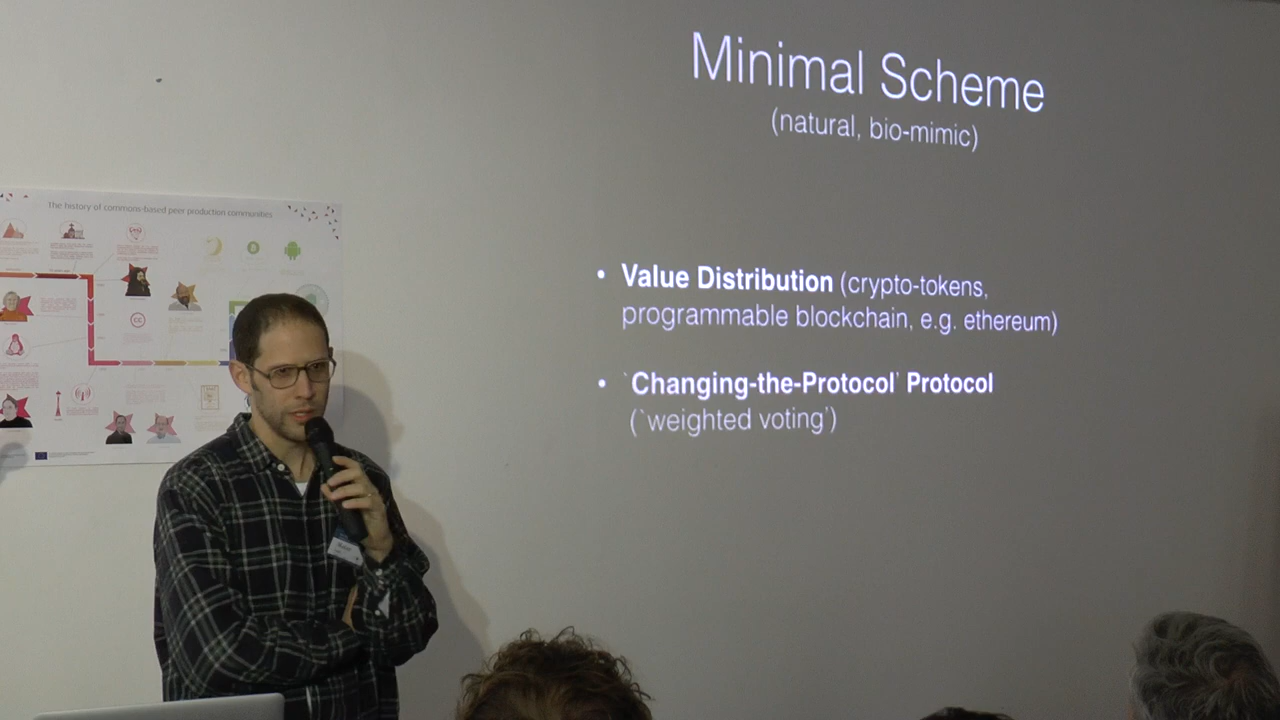 Minimal Scheme
(natural, bio-mimic)
The history of commons-based peer production communities
• Value Distribution (crypto-tokens,
programmable blockchain, e.g. ethereum)
• `Changing-the-Protocol' Protocol
(`weighted voting')